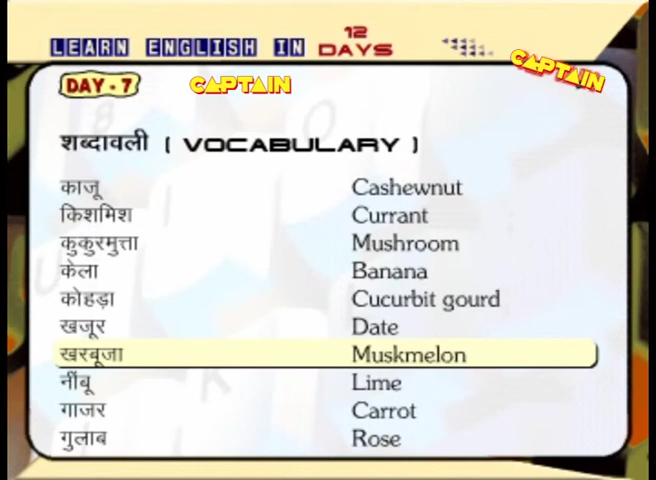 LEARN ENGLISH IN 12 DAYS
CAPTAIN
DAY - 7 CAPTAIN
शब्दावली ( VOCABULARY )
काजू Cashewnut
किशमिश Currant
कुकुरमुत्ता Mushroom
केला Banana
कोहड़ा Cucurbit gourd
खजूर Date
खरबूजा Muskmelon
नींबू Lime
गाजर Carrot
गुलाब Rose